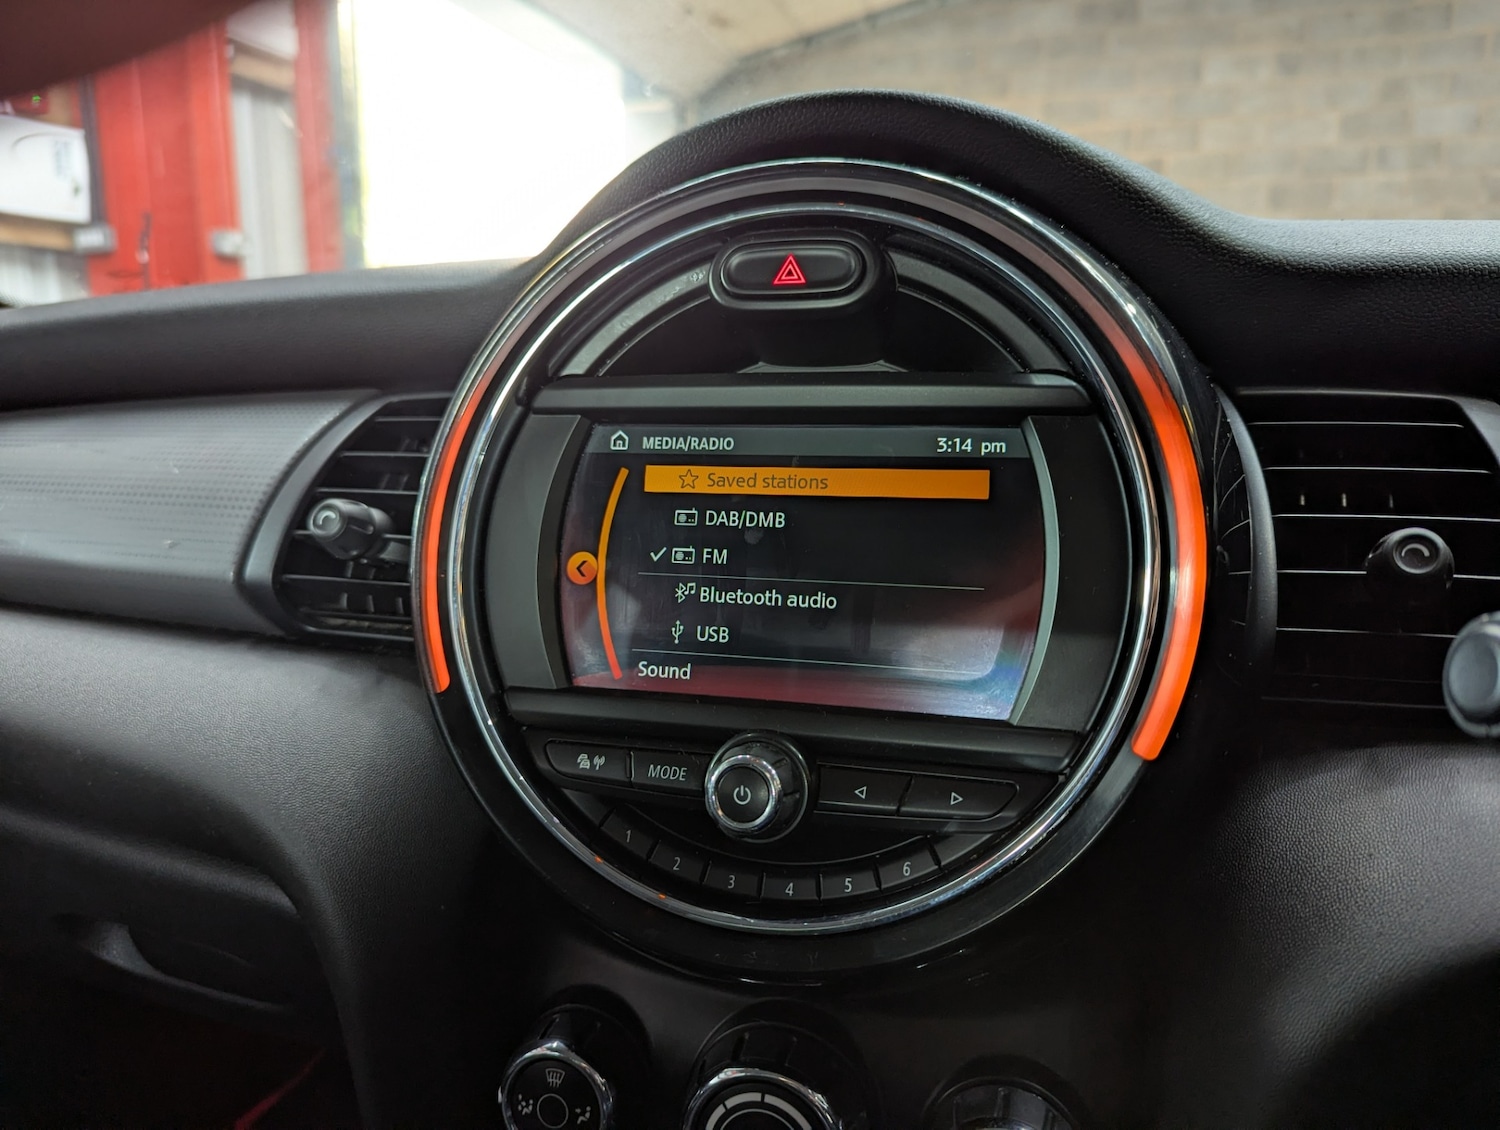 MEDIA/RADIO 3:14 pm
Saved stations
DAB/DMB
FM
Bluetooth audio
USB
Sound
MODE
1 2 3 4 5 6